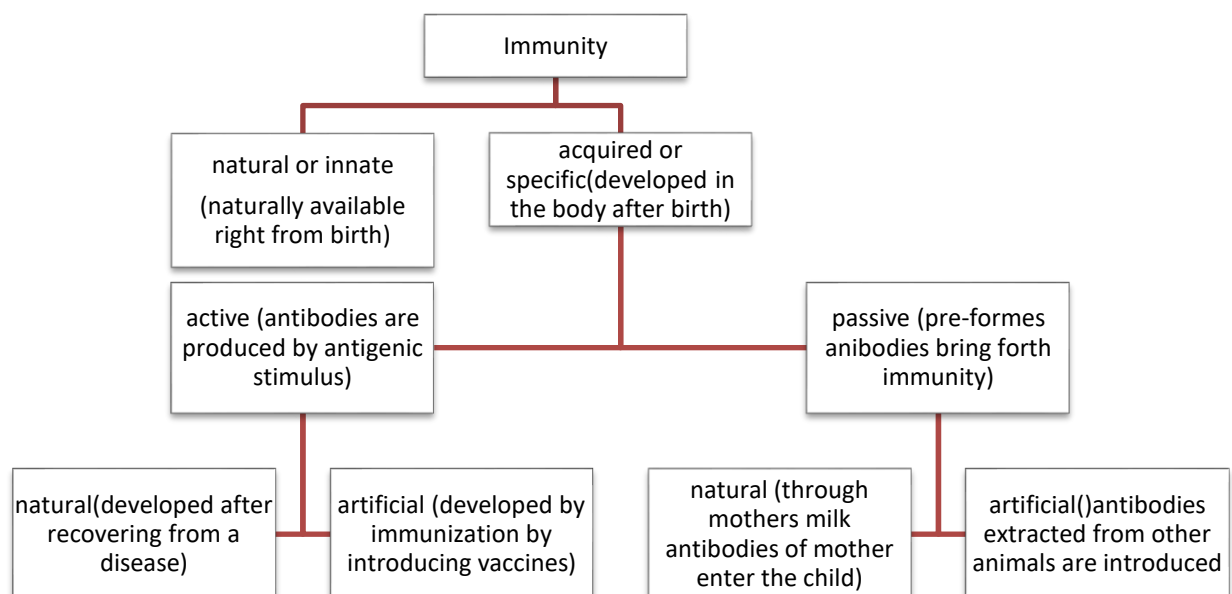 Immunity
natural or innate
(naturally available
right from birth)
acquired or
specific(developed in
the body after birth)
active (antibodies are
produced by antigenic
stimulus)
passive (pre-formes
anibodies bring forth
immunity)
natural(developed after
recovering from a
disease)
artificial (developed by
immunization by
introducing vaccines)
natural (through
mothers milk
antibodies of mother
enter the child)
artificial()antibodies
extracted from other
animals are introduced